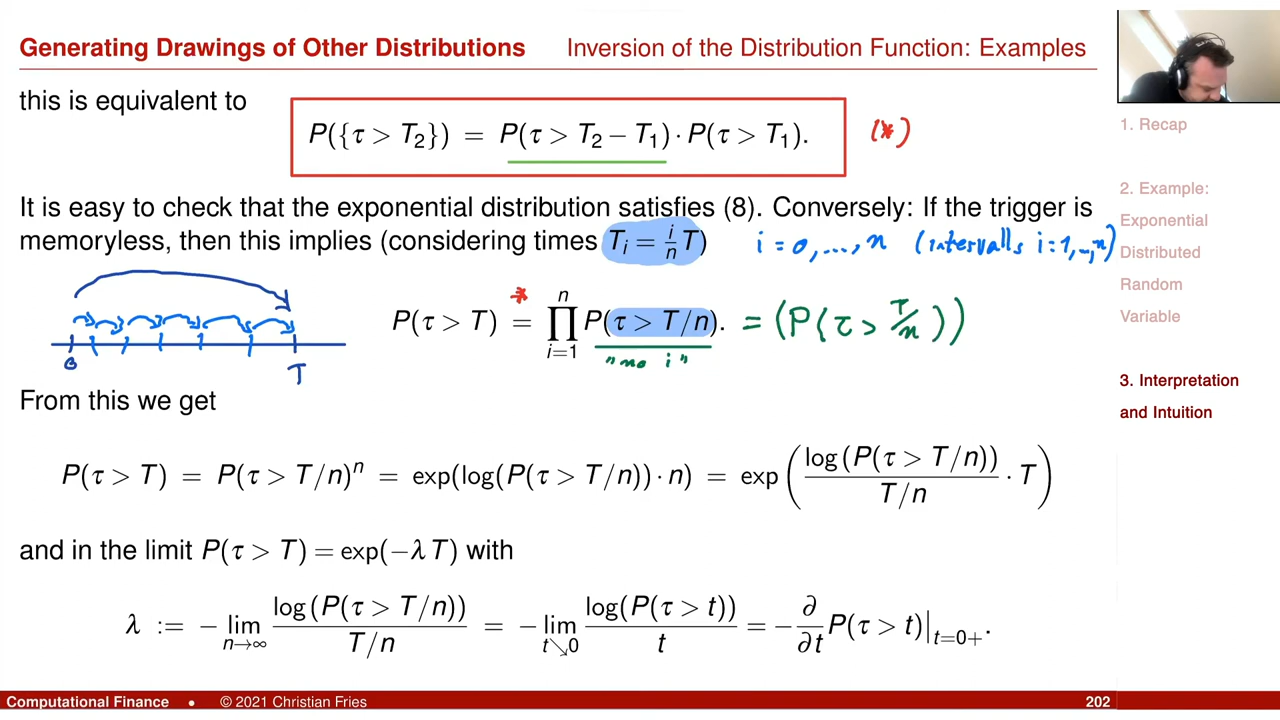 Generating Drawings of Other Distributions Inversion of the Distribution Function: Examples
this is equivalent to
P({τ > T₂}) = P(τ > T₂ − T₁) · P(τ > T₁). (*)
It is easy to check that the exponential distribution satisfies (8). Conversely: If the trigger is
memoryless, then this implies (considering times Tᵢ = i/n T) i = 0, ..., n (intervalls i = 1, ..., n)
P(τ > T) =* ∏ᵢ₌₁ⁿ P(τ > T/n). = (P(τ > T/n))
"no i"
0 T
From this we get
P(τ > T) = P(τ > T/n)ⁿ = exp(log(P(τ > T/n)) · n) = exp( log(P(τ > T/n)) / T/n · T )
and in the limit P(τ > T) = exp(−λT) with
λ := − lim n→∞ log(P(τ > T/n)) / T/n = − lim t↘0 log(P(τ > t)) / t = − ∂/∂t P(τ > t)|t=0+.
1. Recap
2. Example:
Exponential
Distributed
Random
Variable
3. Interpretation
and Intuition
Computational Finance • © 2021 Christian Fries 202